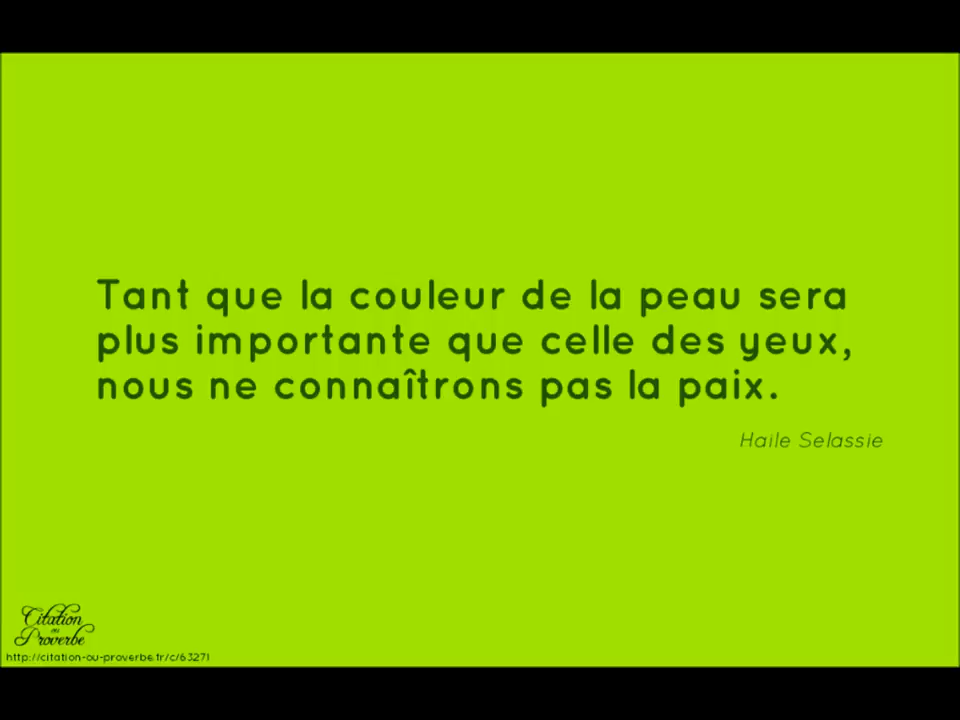 Tant que la couleur de la peau sera
plus importante que celle des yeux,
nous ne connaîtrons pas la paix.
Haile Selassie
Citation
ou
Proverbe
http://citation-ou-proverbe.fr/c/63271